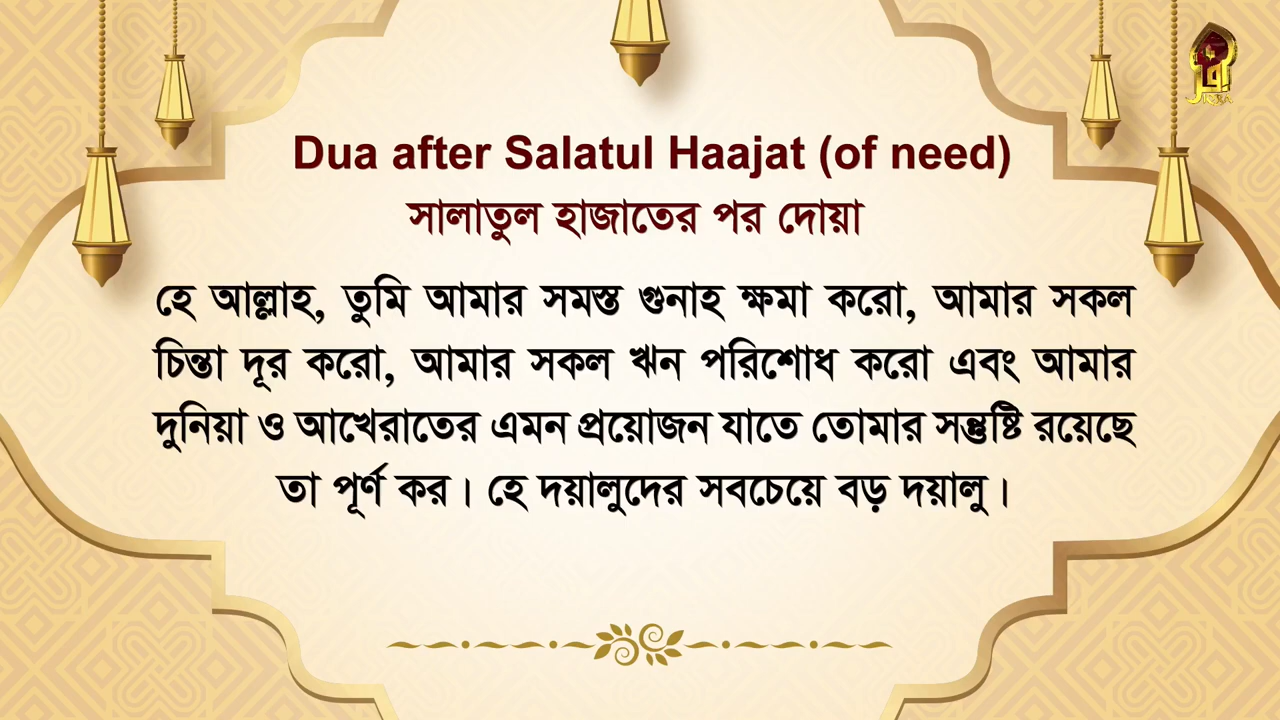 Dua after Salatul Haajat (of need)
সালাতুল হাজাতের পর দোয়া
হে আল্লাহ, তুমি আমার সমস্ত গুনাহ ক্ষমা করো, আমার সকল
চিন্তা দূর করো, আমার সকল ঋন পরিশোধ করো এবং আমার
দুনিয়া ও আখেরাতের এমন প্রয়োজন যাতে তোমার সন্তুষ্টি রয়েছে
তা পূর্ণ কর। হে দয়ালুদের সবচেয়ে বড় দয়ালু।